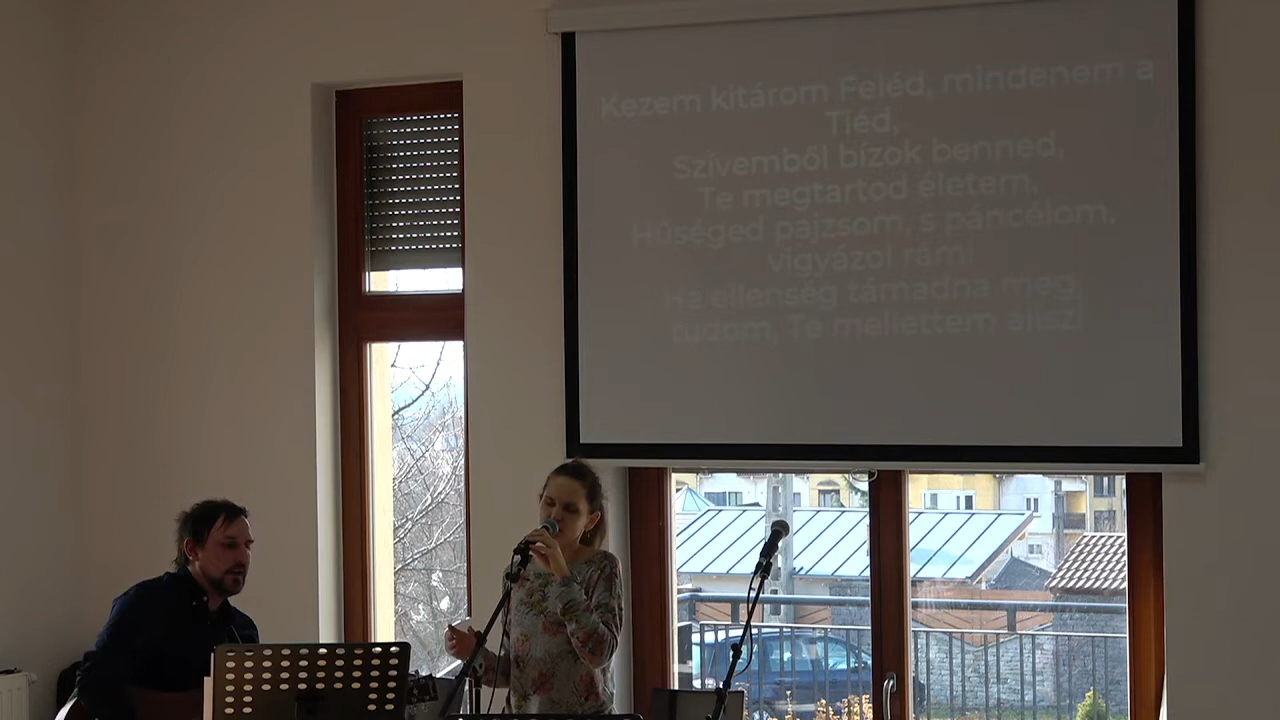 Kezem kitárom Feléd, mindenem a
Tiéd,
Szívemből bízok benned,
Te megtartod életem.
Hűséged pajzsom, s páncélom,
vigyázol rám!
Ha ellenség támadna meg
tudom, Te mellettem állsz!